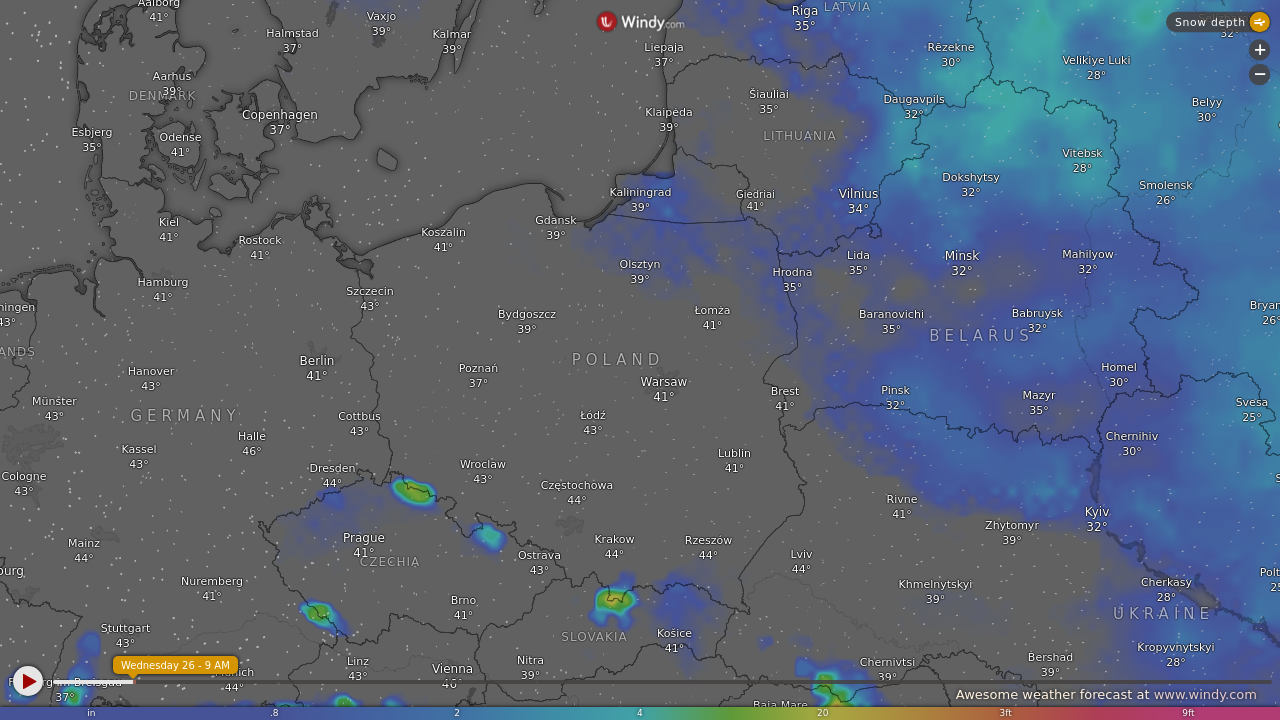 Aalborg
41°
Vaxjo
39°
Halmstad
37°
Kalmar
39°
Windy.com
Riga
35°
LATVIA
Snow depth
32°
Liepaja
37°
Rēzekne
30°
Velikiye Luki
28°
+
−
Aarhus
39°
DENMARK
Copenhagen
37°
Esbjerg
35°
Odense
41°
Klaipėda
39°
Šiauliai
35°
LITHUANIA
Daugavpils
32°
Belyy
30°
Vitebsk
28°
Dokshytsy
32°
Smolensk
26°
Kaliningrad
39°
Giedriai
41°
Vilnius
34°
Kiel
41°
Rostock
41°
Koszalin
41°
Gdansk
39°
Olsztyn
39°
Hrodna
35°
Lida
35°
Minsk
32°
Mahilyow
32°
Hamburg
41°
ningen
43°
Szczecin
43°
Bydgoszcz
39°
Łomża
41°
Baranovichi
35°
Babruysk
32°
BELARUS
Bryan
26°
ANDS
Berlin
41°
Hanover
43°
Poznań
37°
POLAND
Warsaw
41°
Brest
41°
Pinsk
32°
Homel
30°
Mazyr
35°
Svesa
25°
Münster
43°
GERMANY
Cottbus
43°
Łódź
43°
Halle
46°
Kassel
43°
Lublin
41°
Chernihiv
30°
Cologne
43°
Dresden
44°
Wroclaw
43°
Częstochowa
44°
Rivne
41°
Zhytomyr
39°
Kyiv
32°
Mainz
44°
Prague
41°
CZECHIA
Ostrava
43°
Krakow
44°
Rzeszów
44°
Lviv
44°
burg
Nuremberg
41°
Brno
41°
Khmelnytskyi
39°
Cherkasy
28°
Polt
25
UKRAINE
Stuttgart
43°
SLOVAKIA
Košice
41°
Kropyvnytskyi
28°
Wednesday 26 - 9 AM
44°
37°
Linz
43°
Vienna
46°
Nitra
39°
Chernivtsi
39°
Bershad
39°
Baia Mare
Awesome weather forecast at www.windy.com
in .8 2 4 20 3ft 9ft